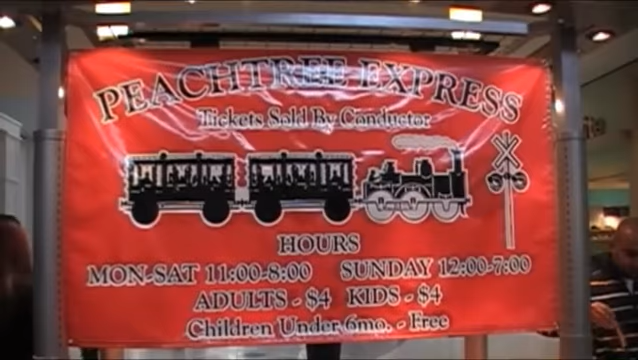 PEACHTREE EXPRESS
Tickets Sold By Conductor
HOURS
MON-SAT 11:00-8:00 SUNDAY 12:00-7:00
ADULTS - $4 KIDS - $4
Children Under 6mo. - Free